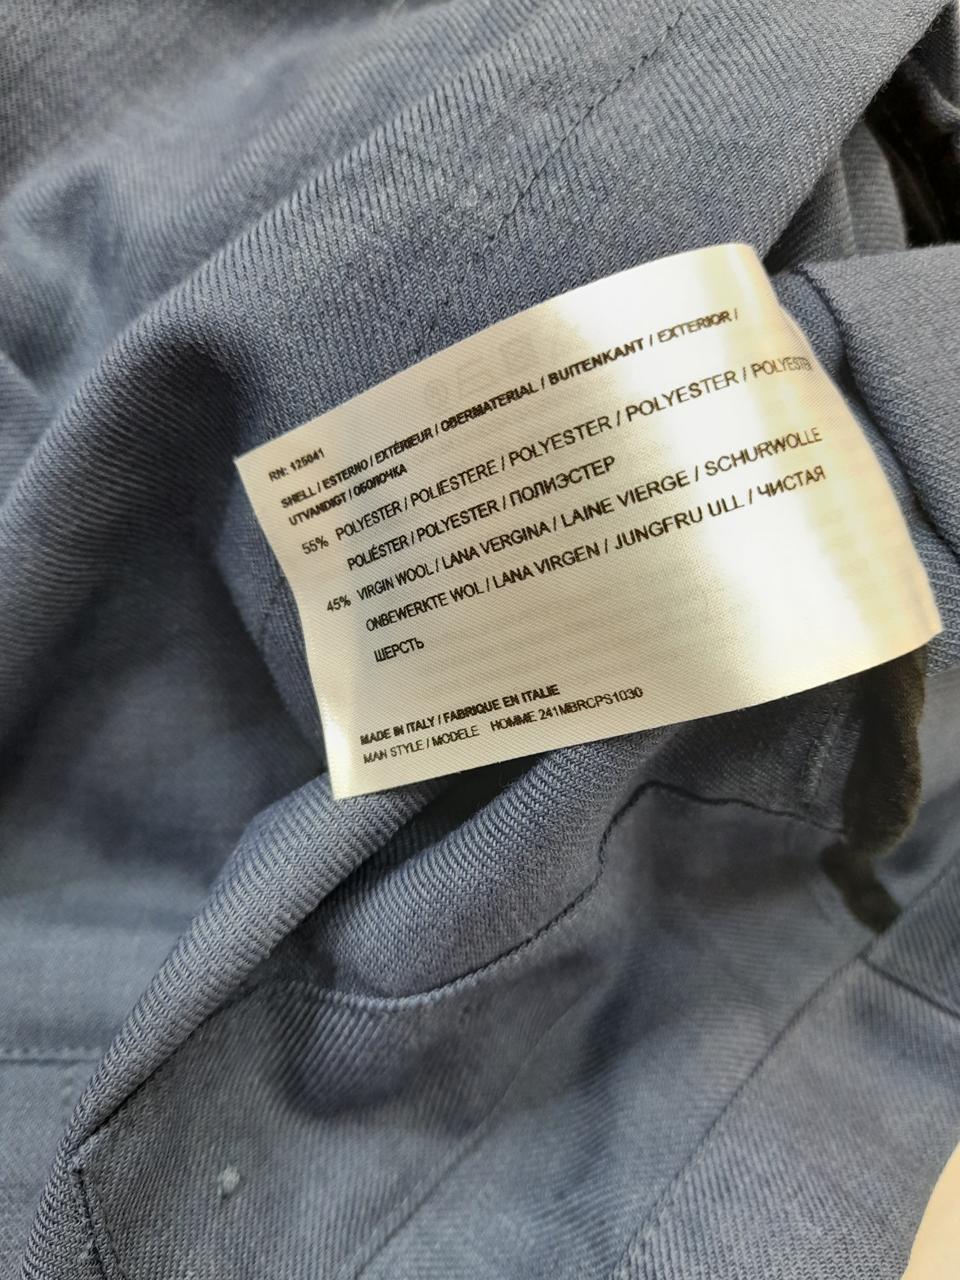 RN: 125041
SHELL / ESTERNO / EXTÉRIEUR / OBERMATERIAL / BUITENKANT / EXTERIOR /
UTVANDIGT / ОБОЛОЧКА
55% POLYESTER / POLIESTERE / POLYESTER / POLYESTER / POLYESTER
POLIÉSTER / POLYESTER / ПОЛИЭСТЕР
45% VIRGIN WOOL / LANA VERGINA / LAINE VIERGE / SCHURWOLLE
ONBEWERKTE WOL / LANA VIRGEN / JUNGFRU ULL / ЧИСТАЯ
ШЕРСТЬ
MADE IN ITALY / FABRIQUE EN ITALIE
MAN STYLE / MODELE HOMME: 241MBRCPS1030